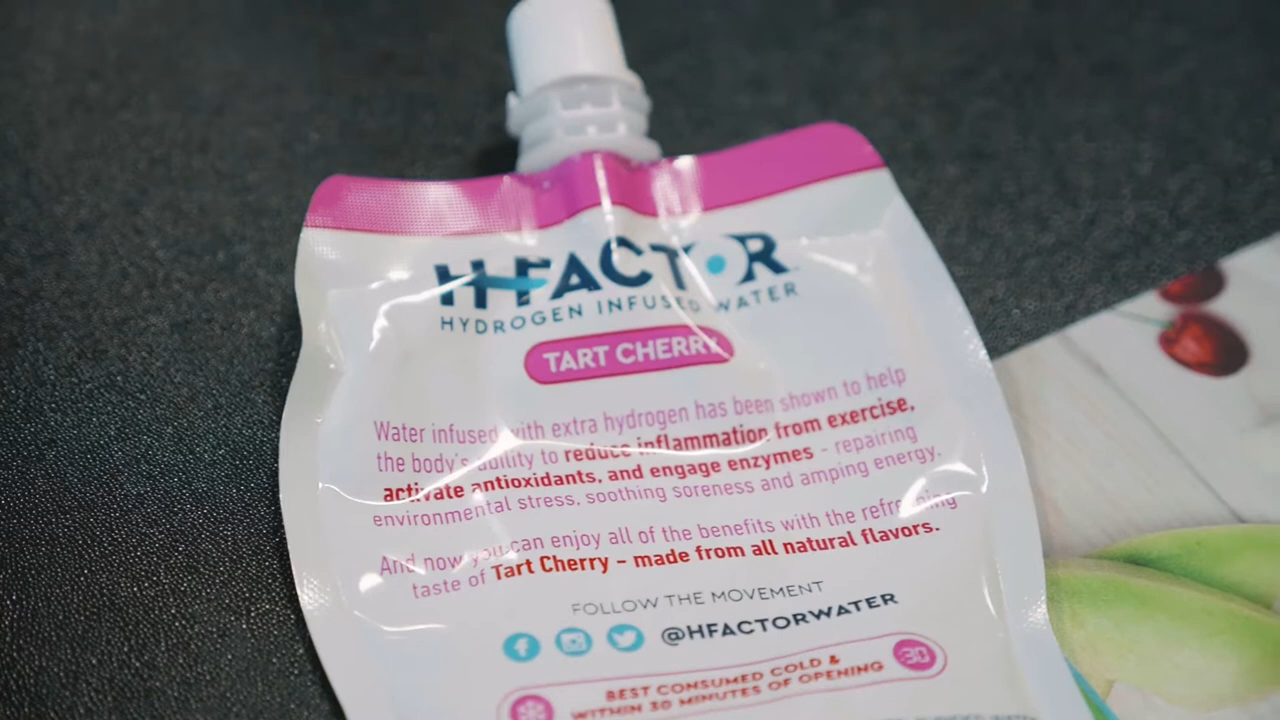 H-FACTOR
HYDROGEN INFUSED WATER
TART CHERRY
Water infused with extra hydrogen has been shown to help
the body's ability to reduce inflammation from exercise,
activate antioxidants, and engage enzymes - repairing
environmental stress, soothing soreness and amping energy.
And now you can enjoy all of the benefits with the refreshing
taste of Tart Cherry – made from all natural flavors.
FOLLOW THE MOVEMENT
@HFACTORWATER
BEST CONSUMED COLD &
WITHIN 30 MINUTES OF OPENING
:30